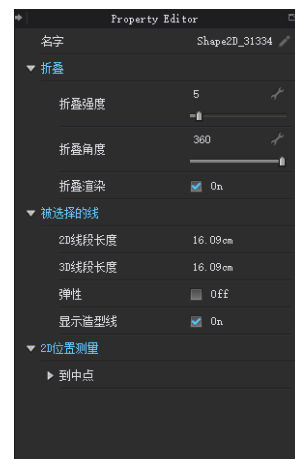 Property Editor
名字 Shape2D_31334
折叠
折叠强度 5
折叠角度 360
折叠渲染 On
被选择的线
2D线段长度 16.09cm
3D线段长度 16.09cm
弹性 Off
显示造型线 On
2D位置测量
到中点